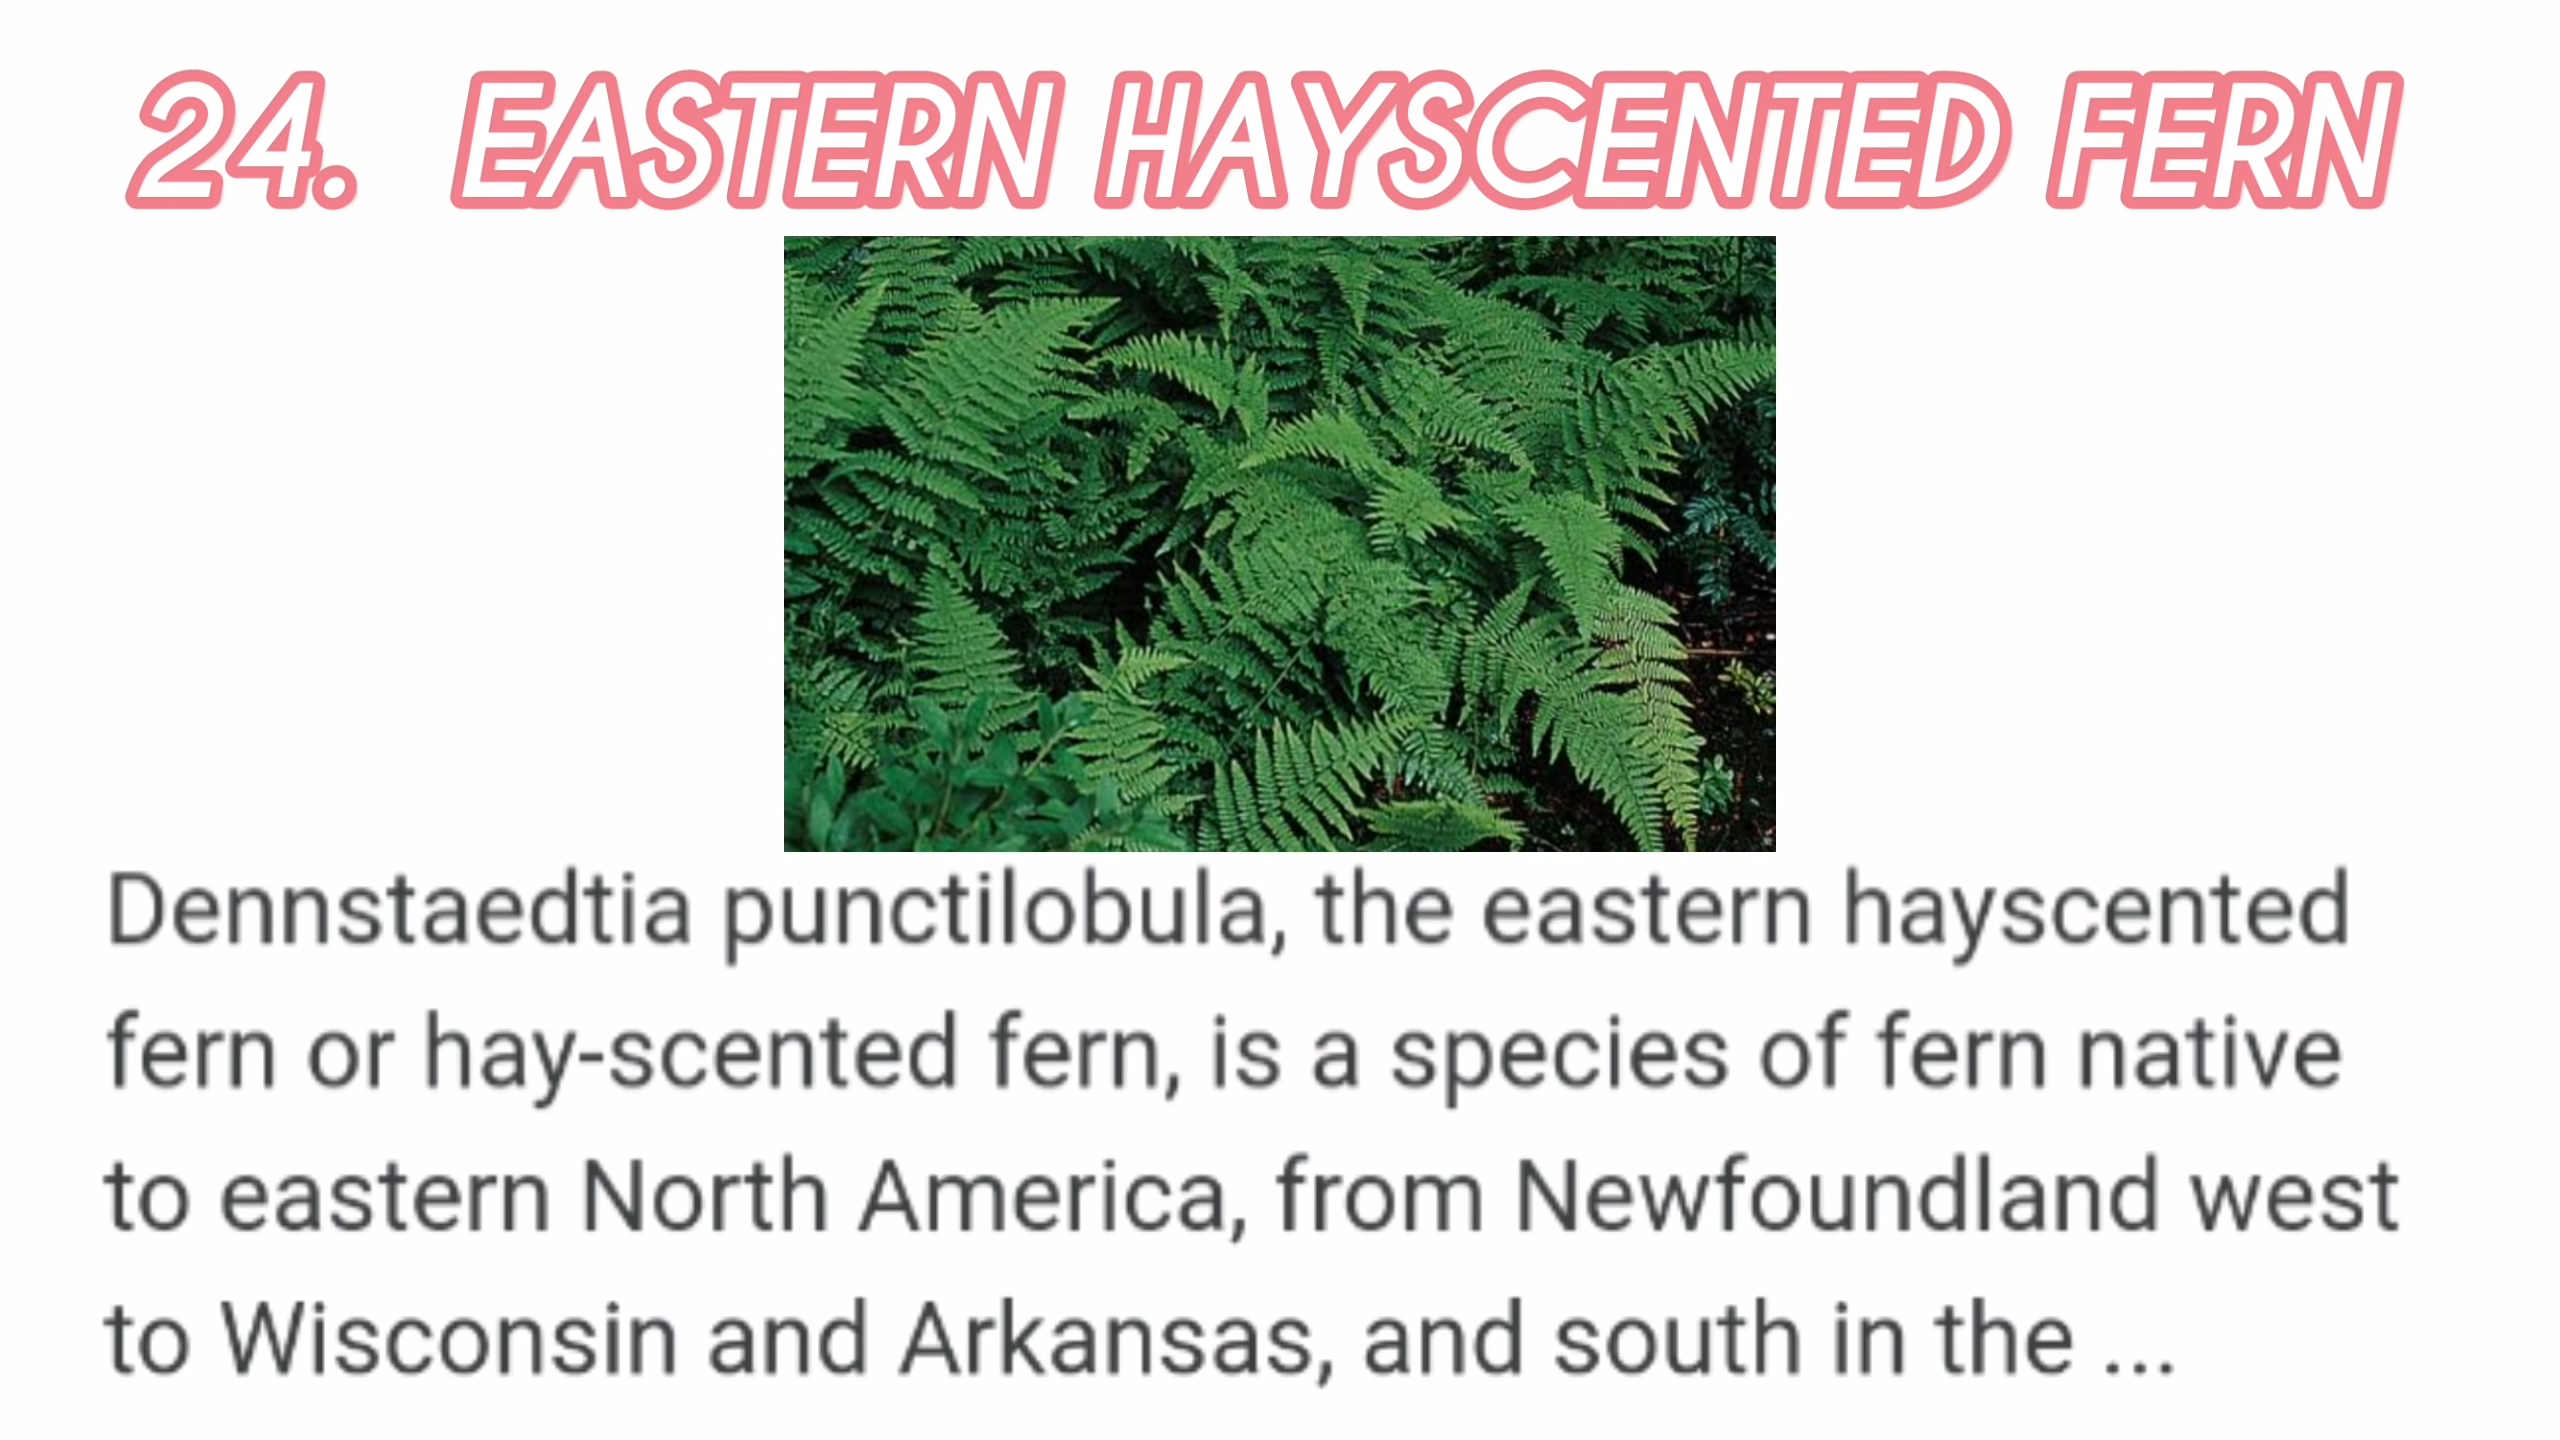 24. EASTERN HAYSCENTED FERN
Dennstaedtia punctilobula, the eastern hayscented
fern or hay-scented fern, is a species of fern native
to eastern North America, from Newfoundland west
to Wisconsin and Arkansas, and south in the ...